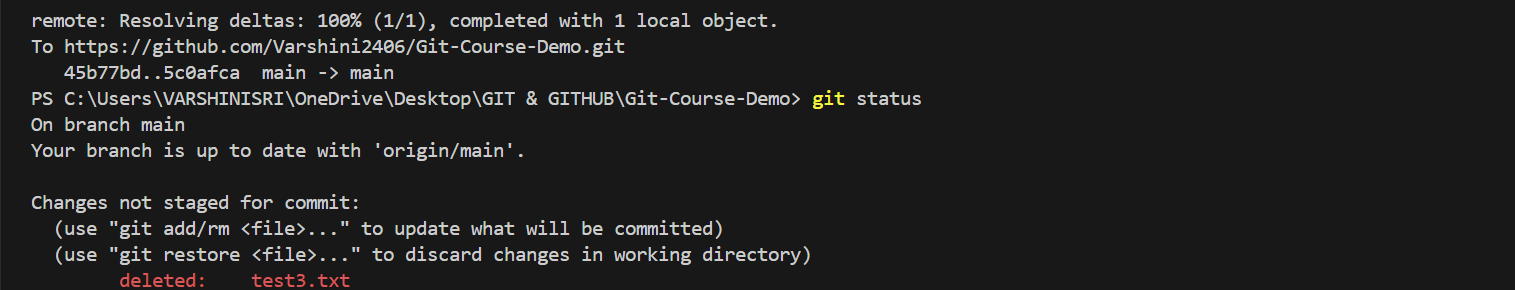 remote: Resolving deltas: 100% (1/1), completed with 1 local object.
To https://github.com/Varshini2406/Git-Course-Demo.git
   45b77bd..5c0afca  main -> main
PS C:\Users\VARSHINISRI\OneDrive\Desktop\GIT & GITHUB\Git-Course-Demo> git status
On branch main
Your branch is up to date with 'origin/main'.

Changes not staged for commit:
  (use "git add/rm <file>..." to update what will be committed)
  (use "git restore <file>..." to discard changes in working directory)
        deleted:    test3.txt